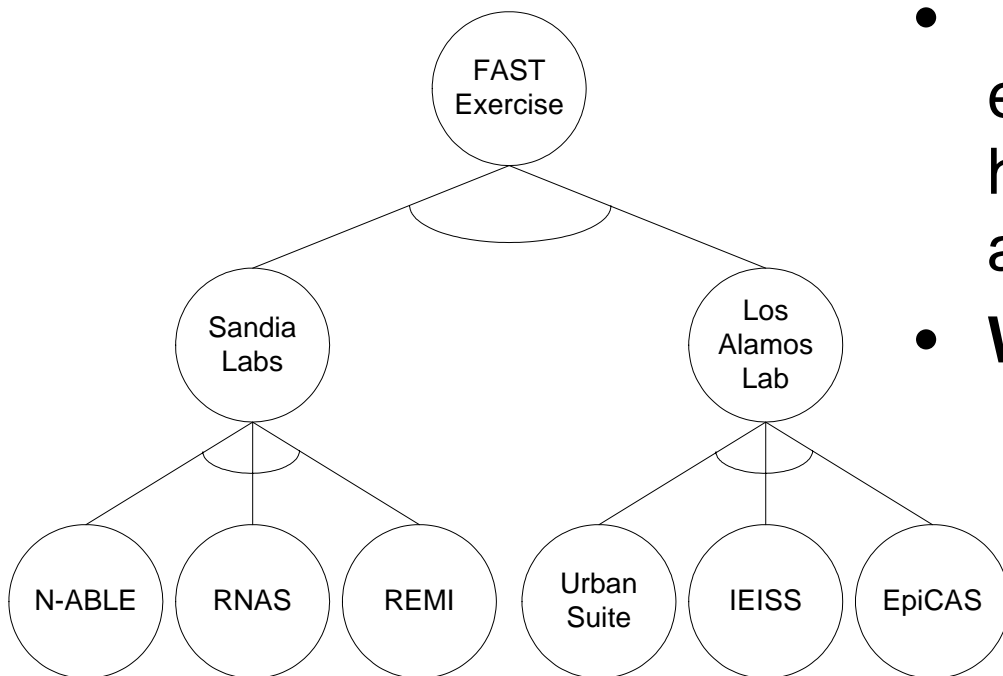 FAST
Exercise
Sandia
Labs
Los
Alamos
Lab
N-ABLE
RNAS
REMI
Urban
Suite
IEISS
EpiCAS